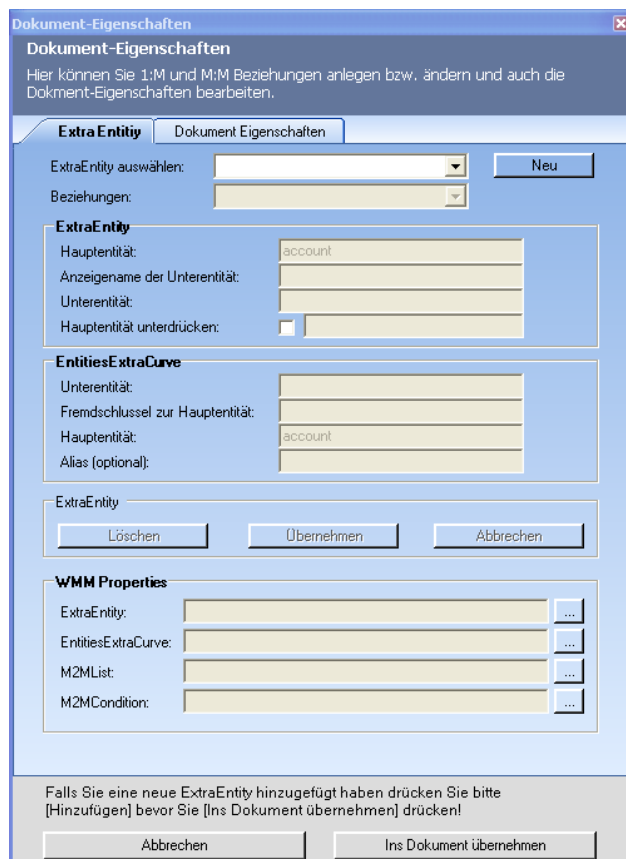 Dokument-Eigenschaften
Dokument-Eigenschaften
Hier können Sie 1:M und M:M Beziehungen anlegen bzw. ändern und auch die
Dokment-Eigenschaften bearbeiten.
Extra Entitiy Dokument Eigenschaften
ExtraEntity auswählen: Neu
Beziehungen:
ExtraEntity
Hauptentität: account
Anzeigename der Unterentität:
Unterentität:
Hauptentität unterdrücken:
EntitiesExtraCurve
Unterentität:
Fremdschlussel zur Hauptentität:
Hauptentität: account
Alias (optional):
ExtraEntity
Löschen Übernehmen Abbrechen
WMM Properties
ExtraEntity: ...
EntitiesExtraCurve: ...
M2MList: ...
M2MCondition: ...
Falls Sie eine neue ExtraEntity hinzugefügt haben drücken Sie bitte
[Hinzufügen] bevor Sie [Ins Dokument übernehmen] drücken!
Abbrechen Ins Dokument übernehmen